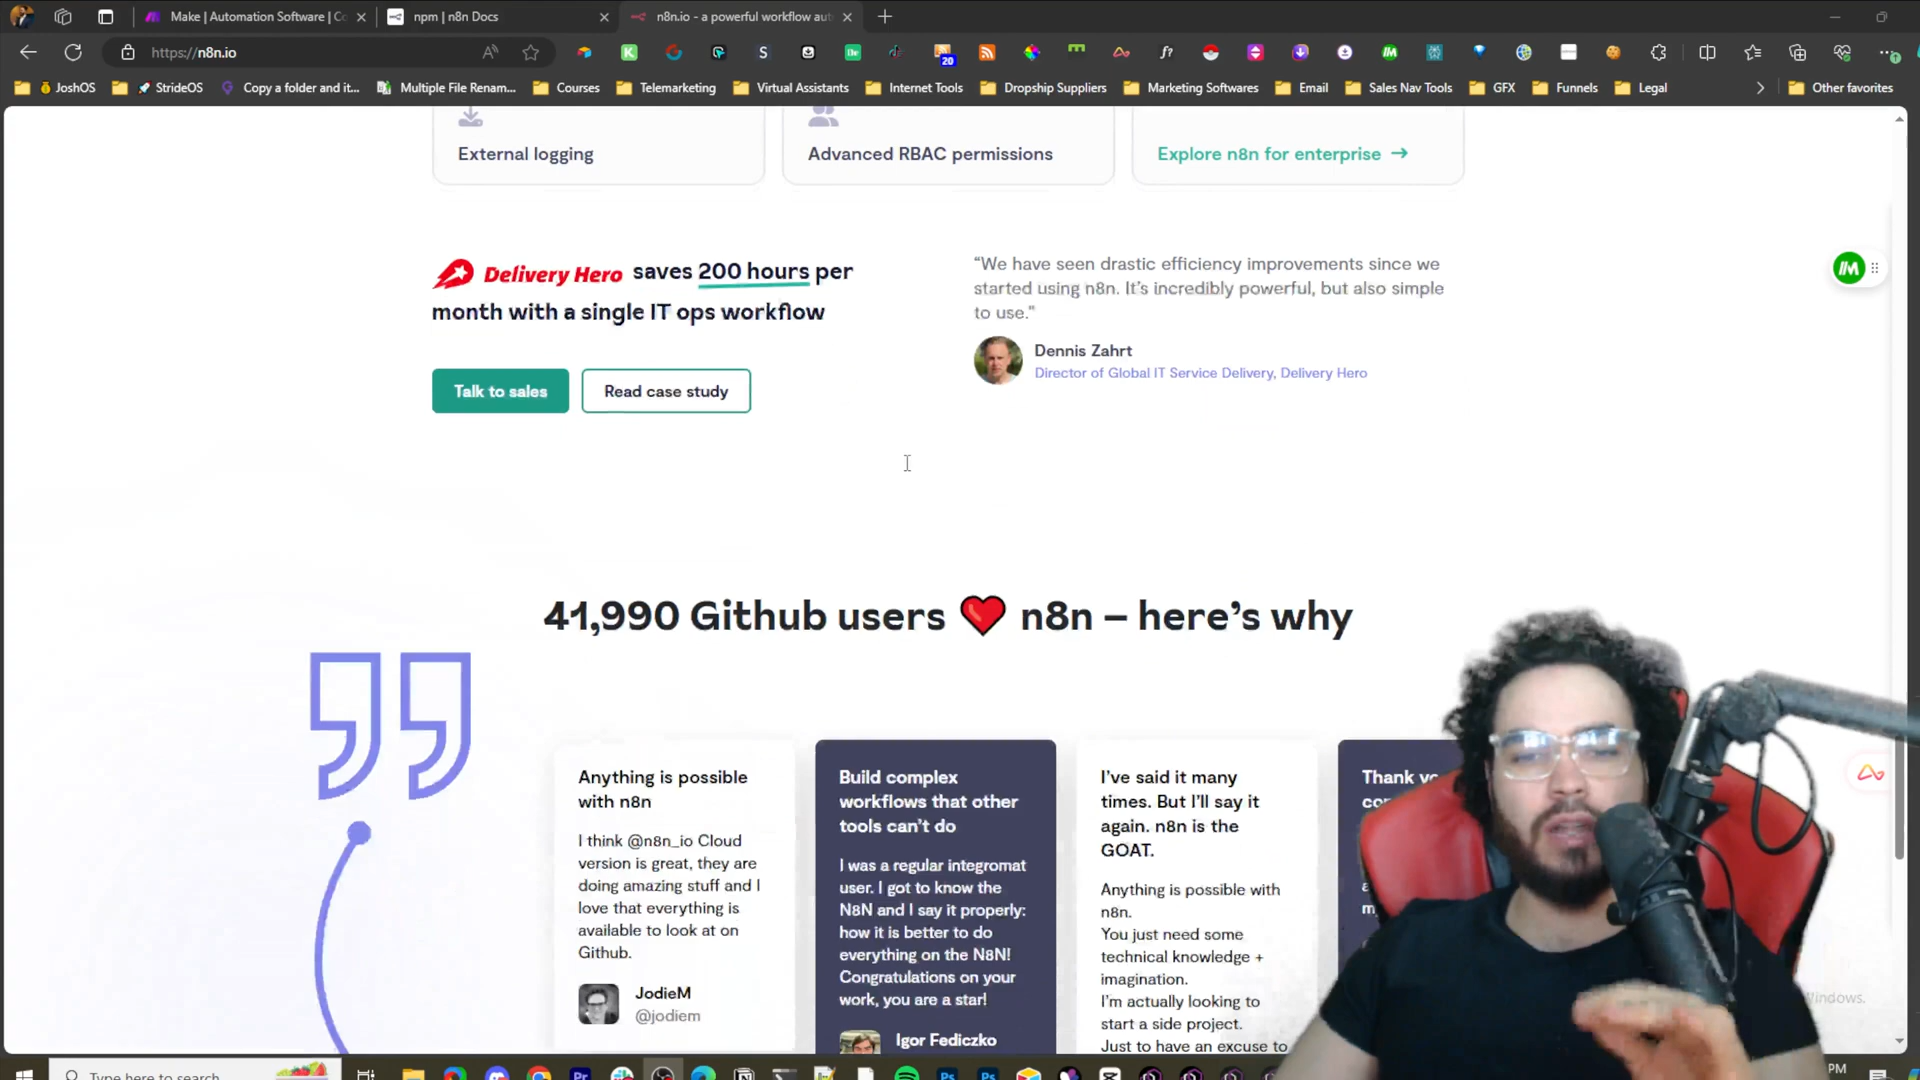 Make | Automation Software | Co
npm | n8n Docs
n8n.io - a powerful workflow aut
https://n8n.io
20
JoshOS
StrideOS
Copy a folder and it...
Multiple File Renam...
Courses
Telemarketing
Virtual Assistants
Internet Tools
Dropship Suppliers
Marketing Softwares
Email
Sales Nav Tools
GFX
Funnels
Legal
Other favorites
External logging
Advanced RBAC permissions
Explore n8n for enterprise →
Delivery Hero saves 200 hours per
month with a single IT ops workflow
Talk to sales
Read case study
“We have seen drastic efficiency improvements since we
started using n8n. It’s incredibly powerful, but also simple
to use.”
Dennis Zahrt
Director of Global IT Service Delivery, Delivery Hero
41,990 Github users ❤ n8n – here’s why
Anything is possible
with n8n
I think @n8n_io Cloud
version is great, they are
doing amazing stuff and I
love that everything is
available to look at on
Github.
JodieM
@jodiem
Build complex
workflows that other
tools can’t do
I was a regular integromat
user. I got to know the
N8N and I say it properly:
how it is better to do
everything on the N8N!
Congratulations on your
work, you are a star!
Igor Fediczko
I’ve said it many
times. But I’ll say it
again. n8n is the
GOAT.
Anything is possible with
n8n.
You just need some
technical knowledge +
imagination.
I’m actually looking to
start a side project.
Just to have an excuse to
Thank
Windows.
Type here to search
PM